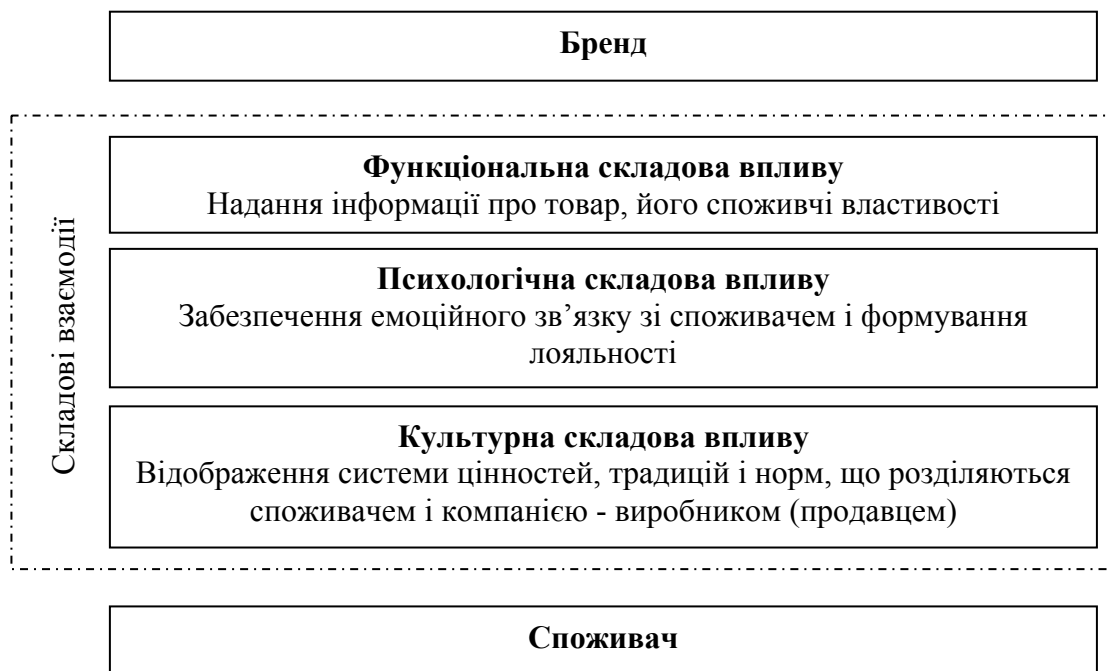 Бренд
Складові взаємодії
Функціональна складова впливу
Надання інформації про товар, його споживчі властивості
Психологічна складова впливу
Забезпечення емоційного зв’язку зі споживачем і формування
лояльності
Культурна складова впливу
Відображення системи цінностей, традицій і норм, що розділяються
споживачем і компанією - виробником (продавцем)
Споживач